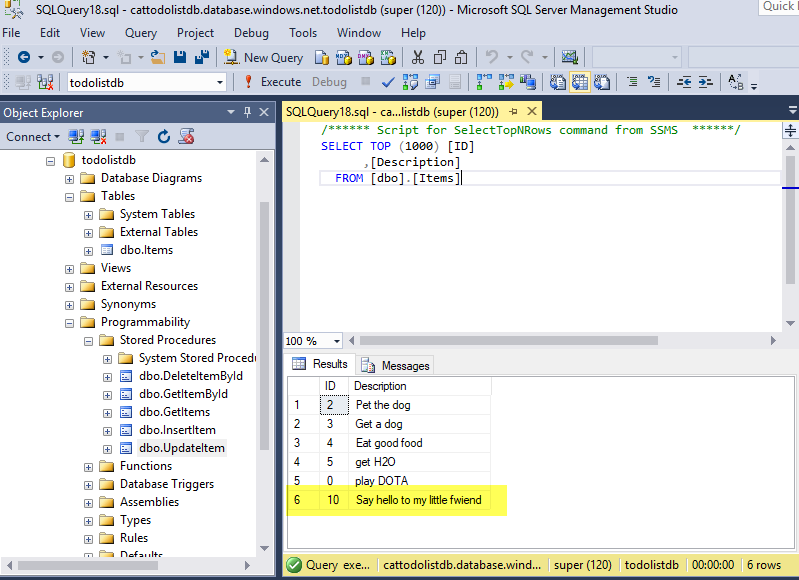 SQLQuery18.sql - cattodolistdb.database.windows.net.todolistdb (super (120)) - Microsoft SQL Server Management Studio
Quick
File Edit View Query Project Debug Tools Window Help
New Query
todolistdb Execute Debug
Object Explorer
Connect
todolistdb
Database Diagrams
Tables
System Tables
External Tables
dbo.Items
Views
External Resources
Synonyms
Programmability
Stored Procedures
System Stored Procedu
dbo.DeleteItemById
dbo.GetItemById
dbo.GetItems
dbo.InsertItem
dbo.UpdateItem
Functions
Database Triggers
Assemblies
Types
Rules
Defaults
SQLQuery18.sql - ca...listdb (super (120))
/****** Script for SelectTopNRows command from SSMS ******/
SELECT TOP (1000) [ID]
,[Description]
FROM [dbo].[Items]
100 %
Results Messages
ID Description
1 2 Pet the dog
2 3 Get a dog
3 4 Eat good food
4 5 get H2O
5 0 play DOTA
6 10 Say hello to my little fwiend
Query exe... cattodolistdb.database.wind... super (120) todolistdb 00:00:00 6 rows